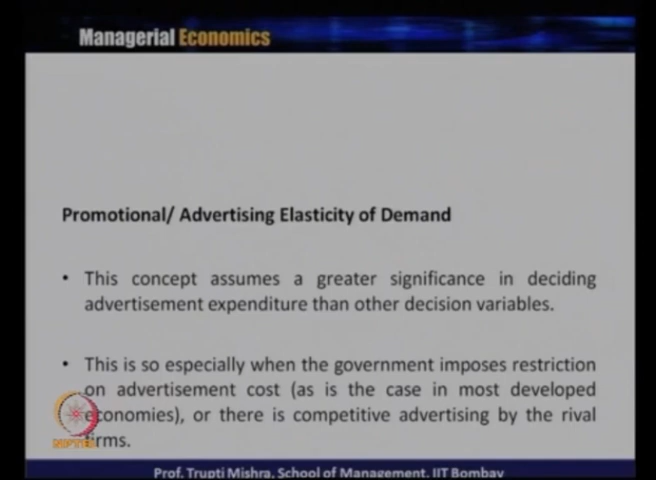 Managerial Economics
Promotional/ Advertising Elasticity of Demand
• This concept assumes a greater significance in deciding
advertisement expenditure than other decision variables.
• This is so especially when the government imposes restriction
on advertisement cost (as is the case in most developed
economies), or there is competitive advertising by the rival
firms.
NPTEL
Prof. Trupti Mishra, School of Management, IIT Bombay